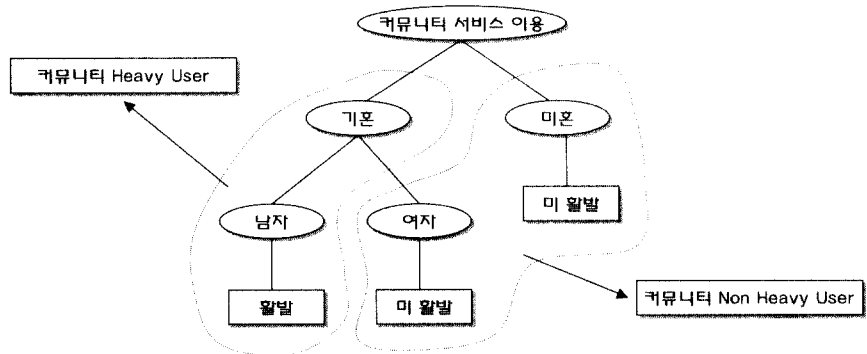 커뮤니티 서비스 이용
커뮤니티 Heavy User
기혼
미혼
미 활발
남자
여자
활발
미 활발
커뮤니티 Non Heavy User